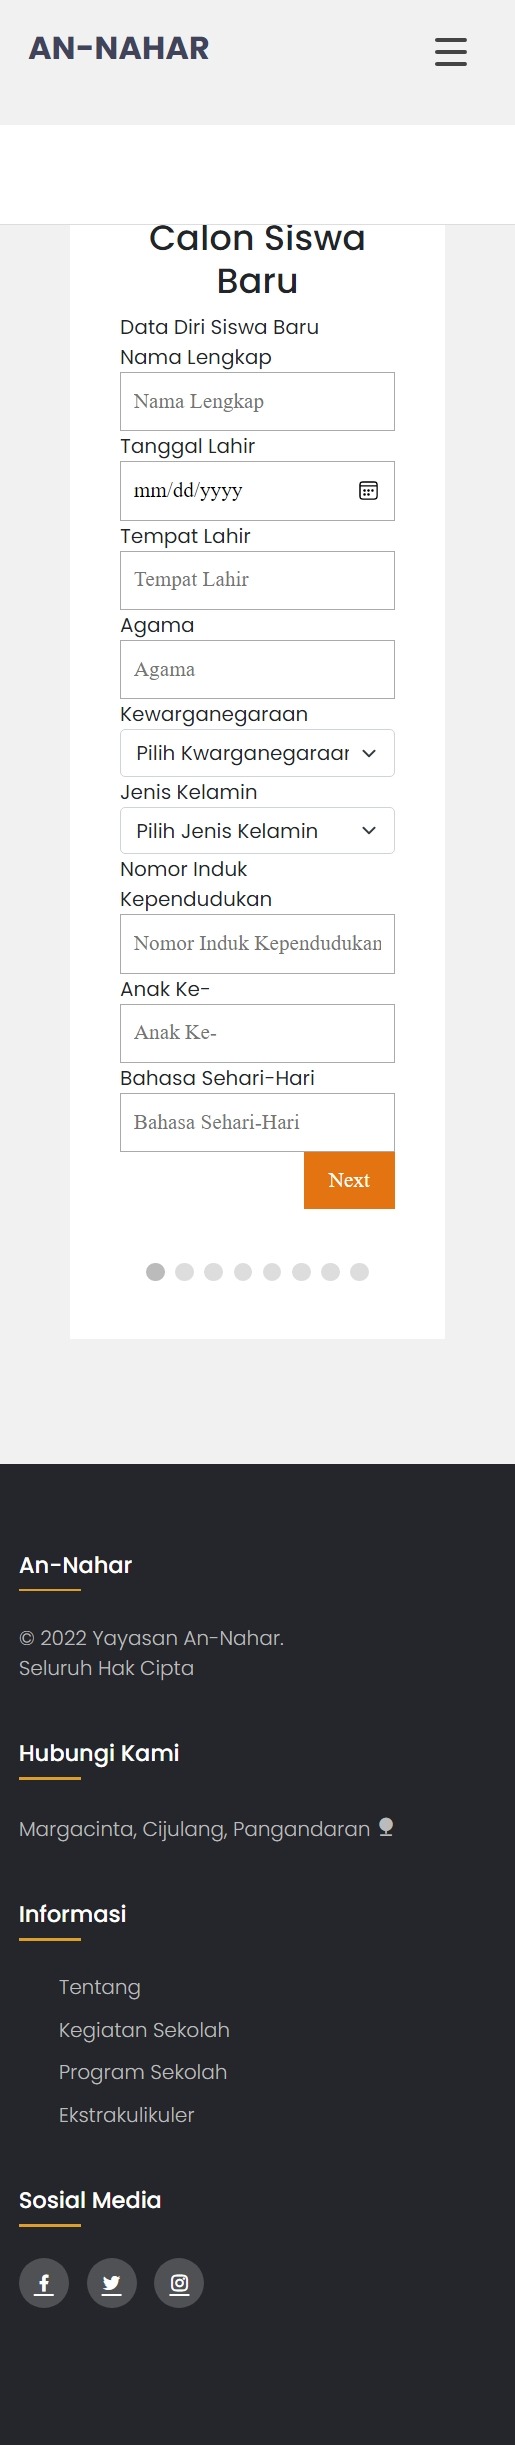 AN-NAHAR
Calon Siswa
Baru
Data Diri Siswa Baru
Nama Lengkap
Nama Lengkap
Tanggal Lahir
mm/dd/yyyy
Tempat Lahir
Tempat Lahir
Agama
Agama
Kewarganegaraan
Pilih Kwarganegaraan
Jenis Kelamin
Pilih Jenis Kelamin
Nomor Induk
Kependudukan
Nomor Induk Kependudukan
Anak Ke-
Anak Ke-
Bahasa Sehari-Hari
Bahasa Sehari-Hari
Next
An-Nahar
© 2022 Yayasan An-Nahar.
Seluruh Hak Cipta
Hubungi Kami
Margacinta, Cijulang, Pangandaran
Informasi
Tentang
Kegiatan Sekolah
Program Sekolah
Ekstrakulikuler
Sosial Media